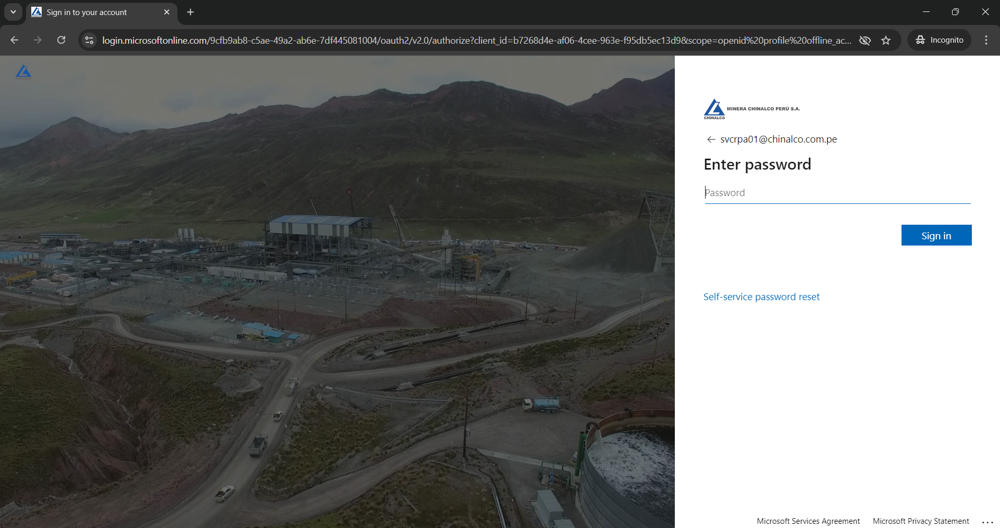 Sign in to your account
login.microsoftonline.com/9cfb9ab8-c5ae-49a2-ab6e-7df445081004/oauth2/v2.0/authorize?client_id=b7268d4e-af06-4cee-963e-f95db5ec13d9&scope=openid%20profile%20offline_ac...
Incognito
CHINALCO
MINERA CHINALCO PERÚ S.A.
CHINALCO
svcrpa01@chinalco.com.pe
Enter password
Password
Sign in
Self-service password reset
Microsoft Services Agreement
Microsoft Privacy Statement
...